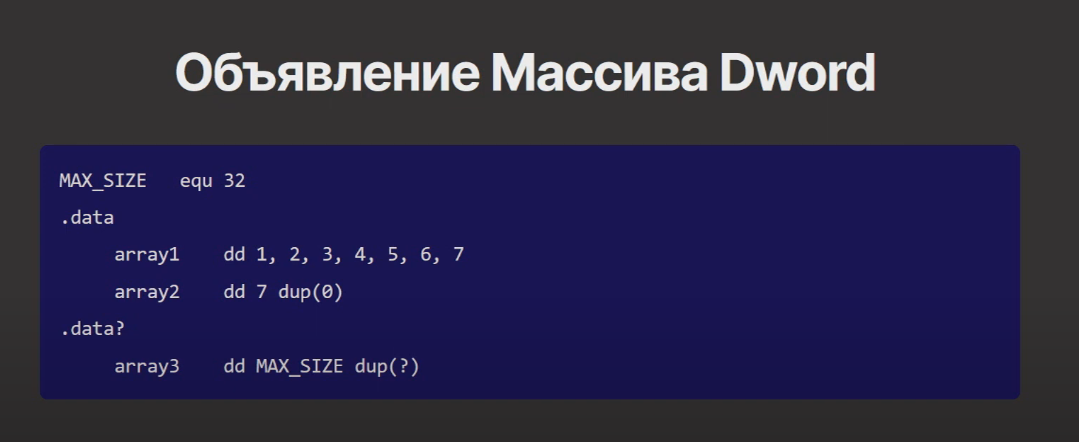 Объявление Массива Dword
MAX_SIZE equ 32
.data
array1 dd 1, 2, 3, 4, 5, 6, 7
array2 dd 7 dup(0)
.data?
array3 dd MAX_SIZE dup(?)